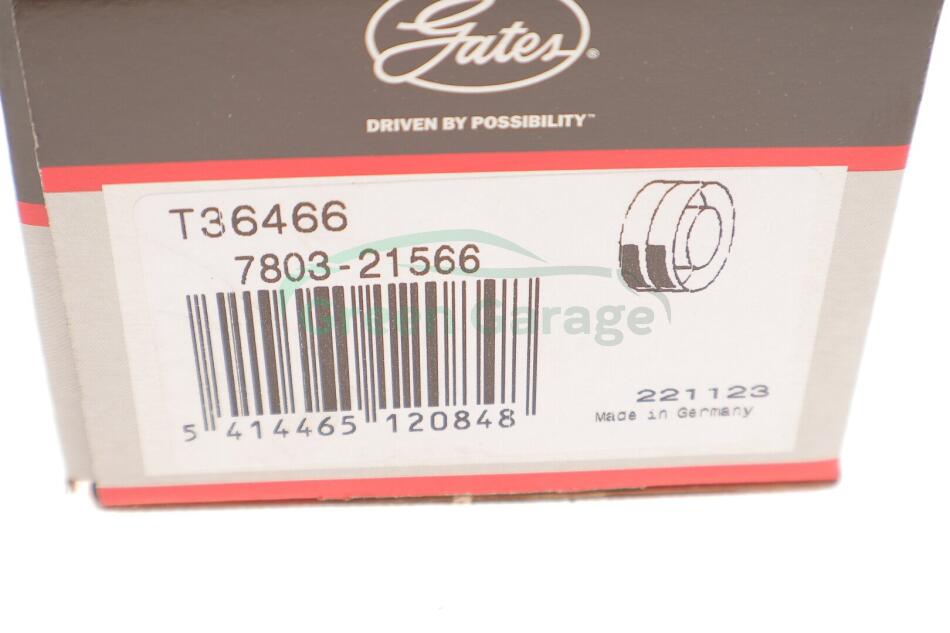 Gates®
DRIVEN BY POSSIBILITY™
T36466
7803-21566
Green Garage
5 414465 120848
221123
Made in Germany